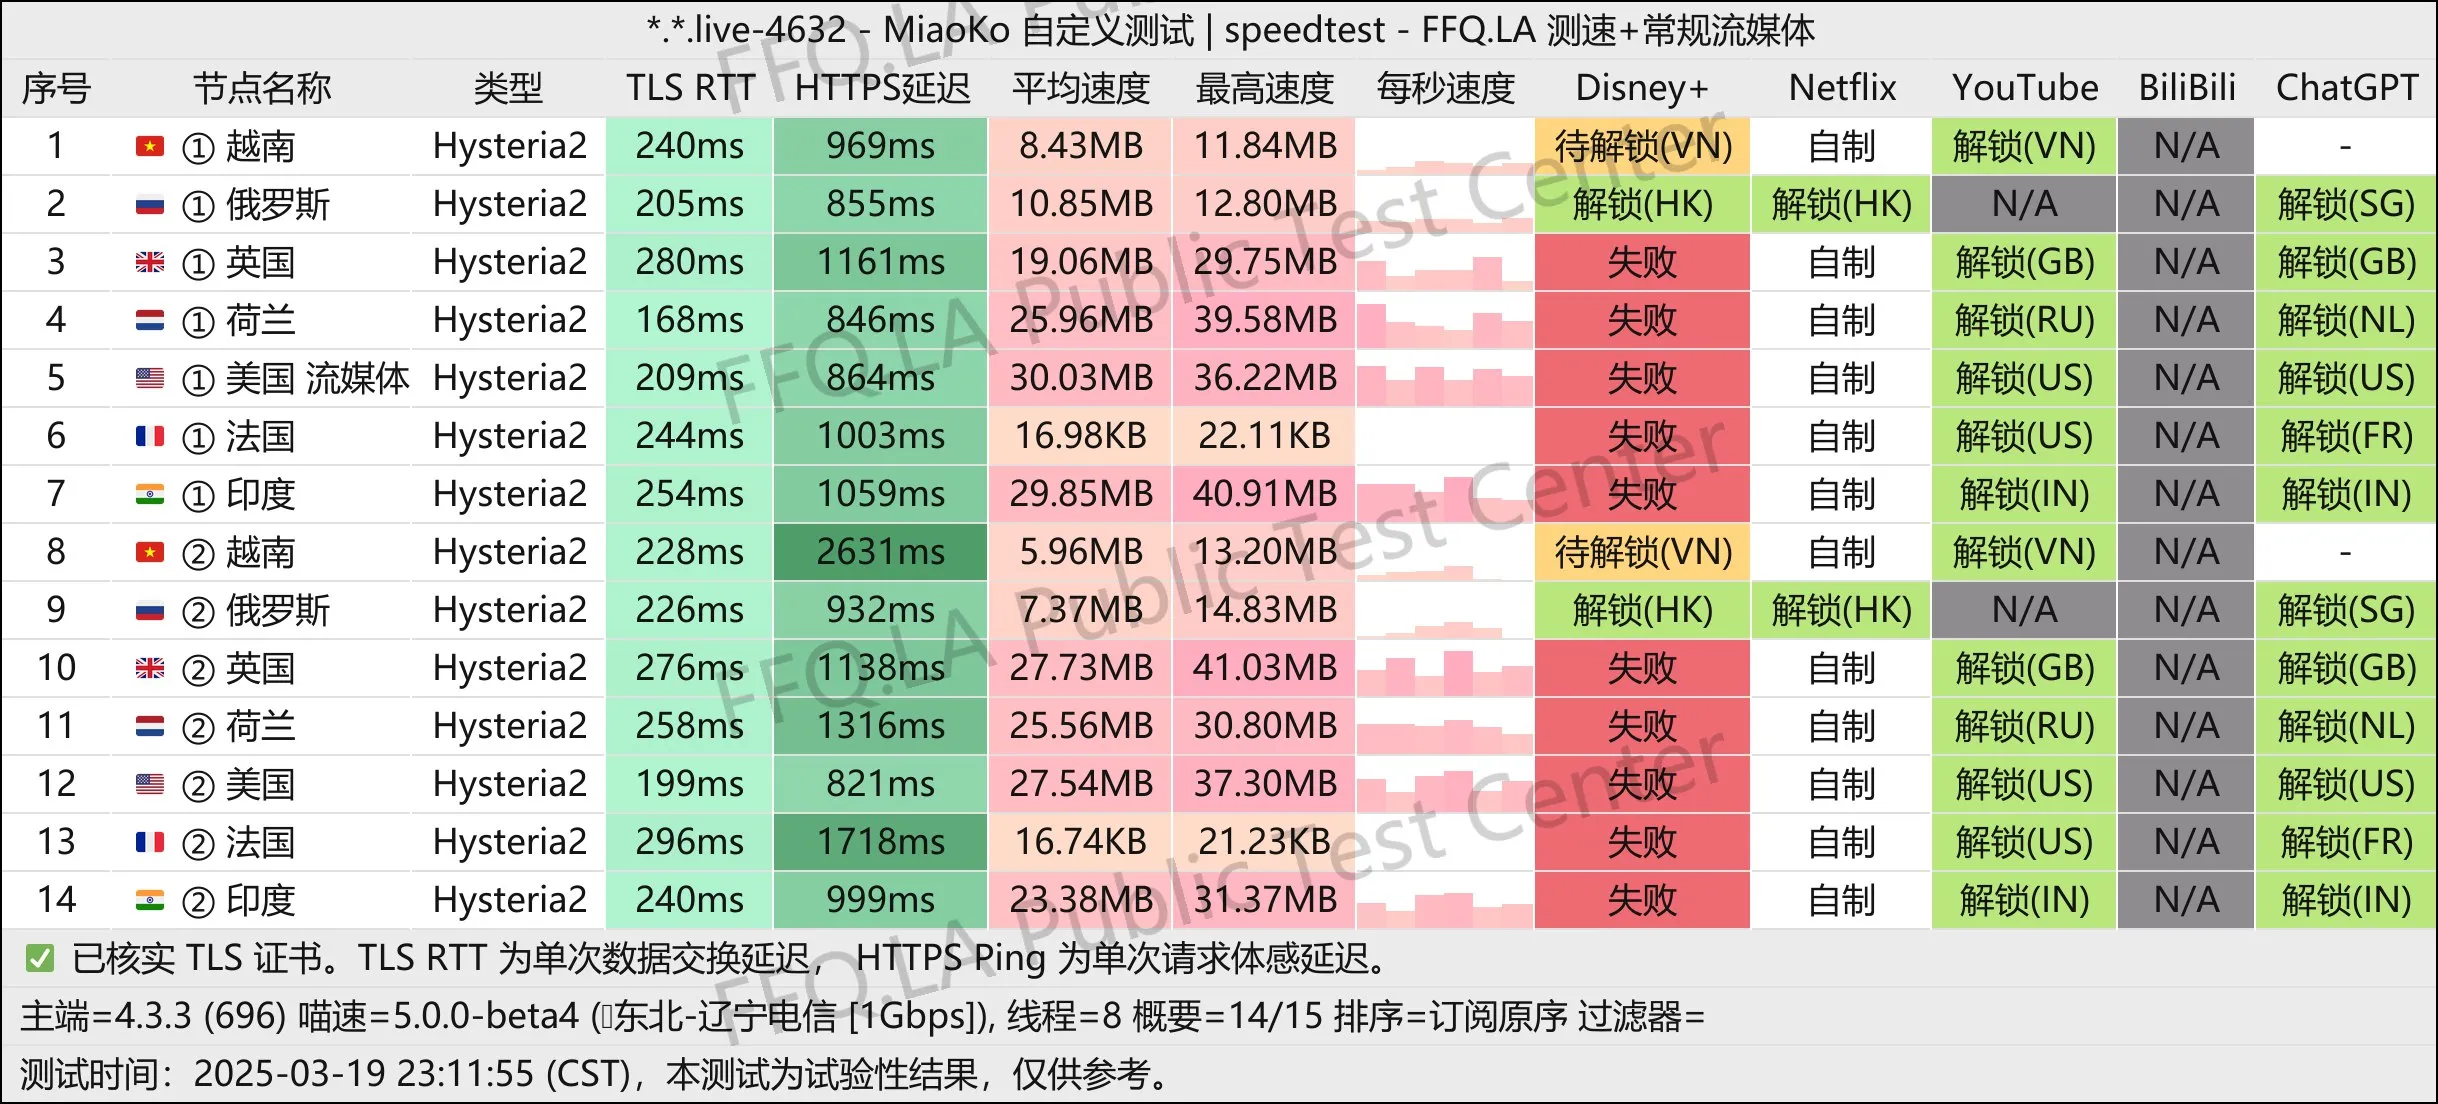 *.*.live-4632 - MiaoKo 自定义测试 | speedtest - FFQ.LA 测速+常规流媒体
序号 节点名称 类型 TLS RTT HTTPS延迟 平均速度 最高速度 每秒速度 Disney+ Netflix YouTube BiliBili ChatGPT
1 ① 越南 Hysteria2 240ms 969ms 8.43MB 11.84MB 待解锁(VN) 自制 解锁(VN) N/A -
2 ① 俄罗斯 Hysteria2 205ms 855ms 10.85MB 12.80MB 解锁(HK) 解锁(HK) N/A N/A 解锁(SG)
3 ① 英国 Hysteria2 280ms 1161ms 19.06MB 29.75MB 失败 自制 解锁(GB) N/A 解锁(GB)
4 ① 荷兰 Hysteria2 168ms 846ms 25.96MB 39.58MB 失败 自制 解锁(RU) N/A 解锁(NL)
5 ① 美国 流媒体 Hysteria2 209ms 864ms 30.03MB 36.22MB 失败 自制 解锁(US) N/A 解锁(US)
6 ① 法国 Hysteria2 244ms 1003ms 16.98KB 22.11KB 失败 自制 解锁(US) N/A 解锁(FR)
7 ① 印度 Hysteria2 254ms 1059ms 29.85MB 40.91MB 失败 自制 解锁(IN) N/A 解锁(IN)
8 ② 越南 Hysteria2 228ms 2631ms 5.96MB 13.20MB 待解锁(VN) 自制 解锁(VN) N/A -
9 ② 俄罗斯 Hysteria2 226ms 932ms 7.37MB 14.83MB 解锁(HK) 解锁(HK) N/A N/A 解锁(SG)
10 ② 英国 Hysteria2 276ms 1138ms 27.73MB 41.03MB 失败 自制 解锁(GB) N/A 解锁(GB)
11 ② 荷兰 Hysteria2 258ms 1316ms 25.56MB 30.80MB 失败 自制 解锁(RU) N/A 解锁(NL)
12 ② 美国 Hysteria2 199ms 821ms 27.54MB 37.30MB 失败 自制 解锁(US) N/A 解锁(US)
13 ② 法国 Hysteria2 296ms 1718ms 16.74KB 21.23KB 失败 自制 解锁(US) N/A 解锁(FR)
14 ② 印度 Hysteria2 240ms 999ms 23.38MB 31.37MB 失败 自制 解锁(IN) N/A 解锁(IN)
✅ 已核实 TLS 证书。TLS RTT 为单次数据交换延迟， HTTPS Ping 为单次请求体感延迟。
主端=4.3.3 (696) 喵速=5.0.0-beta4 (▯东北-辽宁电信 [1Gbps]), 线程=8 概要=14/15 排序=订阅原序 过滤器=
测试时间：2025-03-19 23:11:55 (CST)，本测试为试验性结果，仅供参考。
FFQ.LA Public Test Center
FFQ.LA Public Test Center
FFQ.LA Public Test Center
FFQ.LA Public Test Center